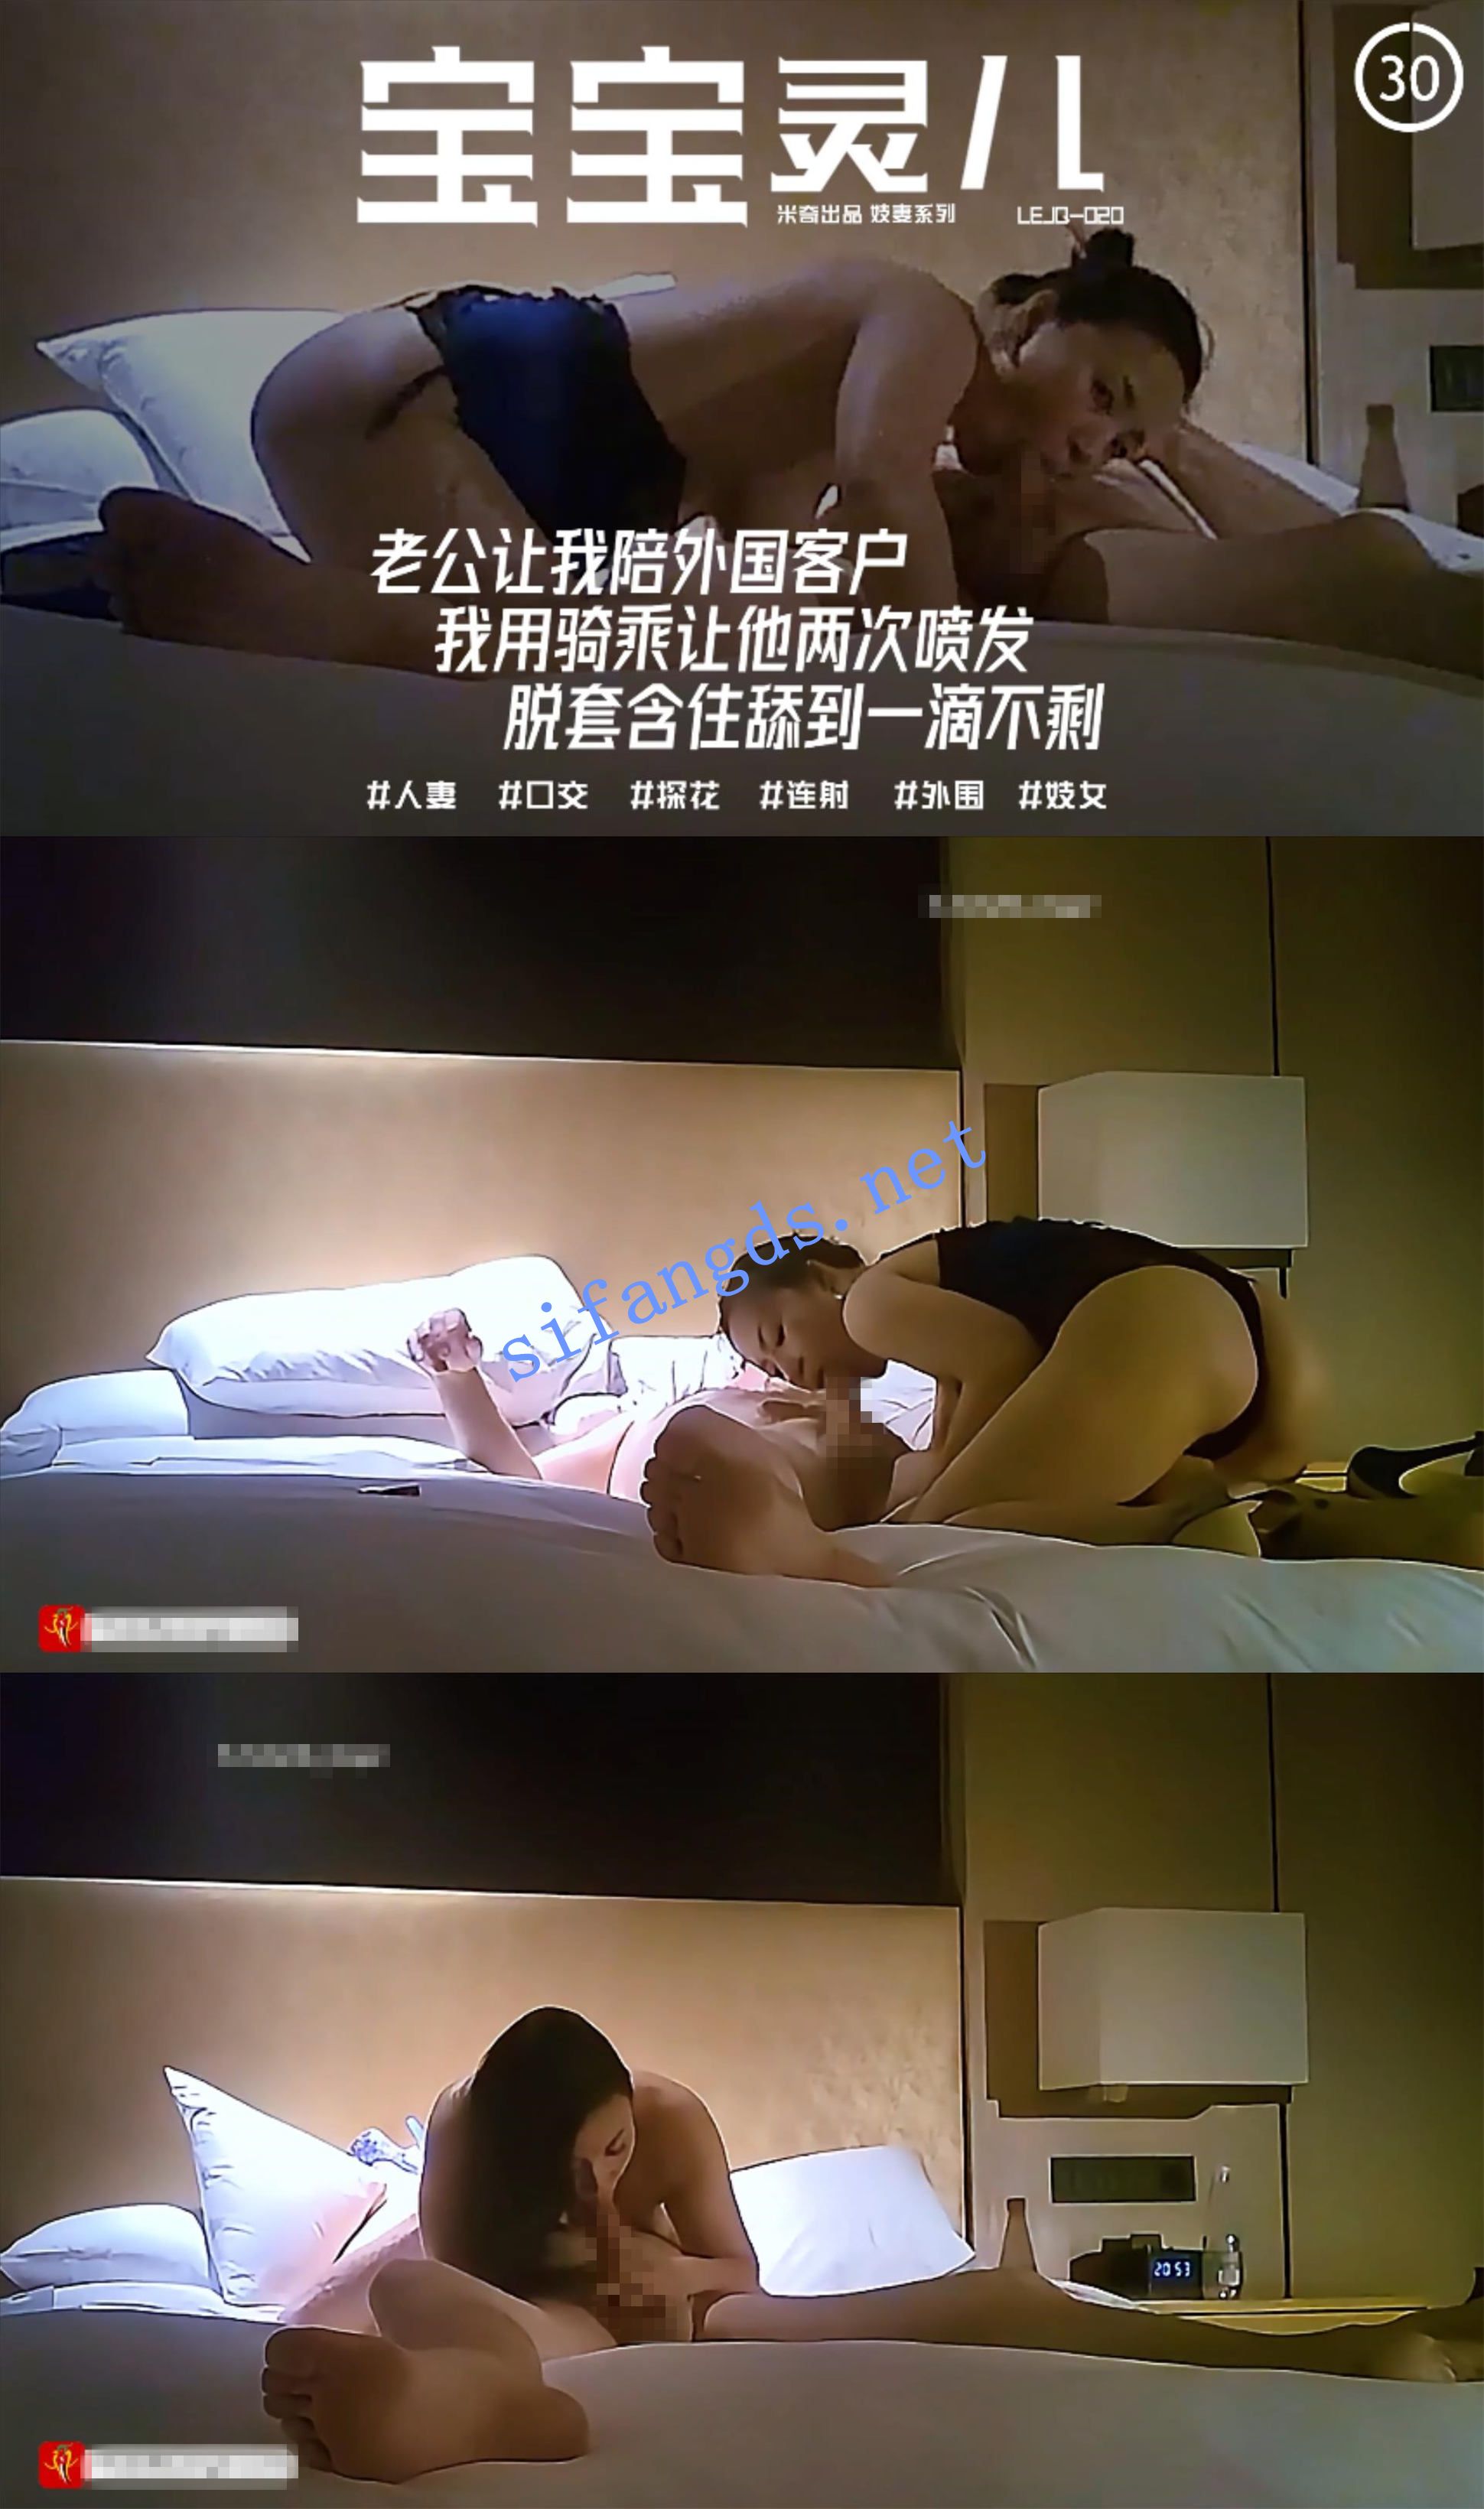 宝宝灵儿
30
米奇出品 妓妻系列 LEJQ-020
老公让我陪外国客户
我用骑乘让他两次喷发
脱套含住舔到一滴不剩
#人妻 #口交 #探花 #连射 #外围 #妓女
sifangds.net
20 53